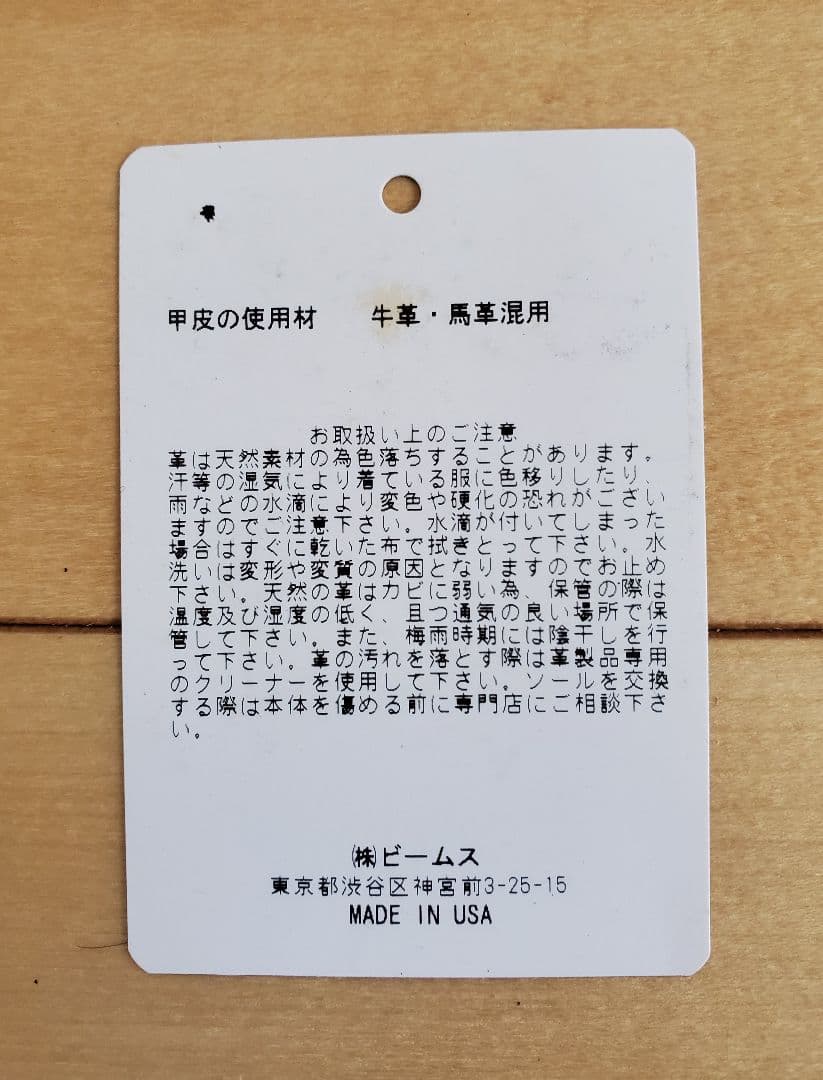 甲皮の使用材　牛革・馬革混用
お取扱い上のご注意
革は天然素材の為色落ちすることがあります。
汗等の湿気により着ている服に色移りしたり、
雨などの水滴により変色や硬化の恐れがござい
ますのでご注意下さい。水滴が付いてしまった
場合はすぐに乾いた布で拭きとって下さい。水
洗いは変形や変質の原因となりますのでお止め
下さい。天然の革はカビに弱い為、保管の際は
温度及び湿度の低く、且つ通気の良い場所で保
管して下さい。また、梅雨時期には陰干しを行
って下さい。革の汚れを落とす際は革製品専用
のクリーナーを使用して下さい。ソールを交換
する際は本体を傷める前に専門店にご相談下さ
い。
㈱ビームス
東京都渋谷区神宮前3-25-15
MADE IN USA